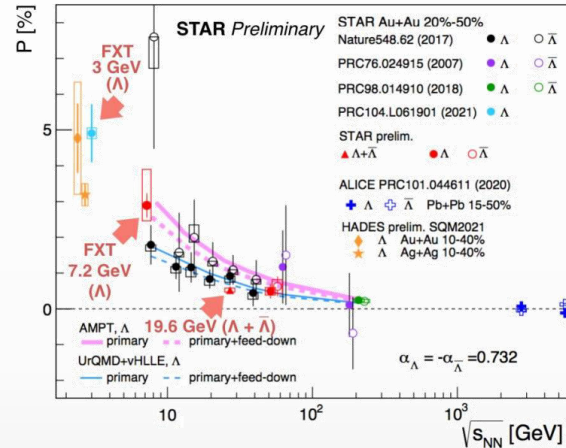 P [%]
5
0
10
10²
10³
√sNN [GeV]
STAR Preliminary
FXT
3 GeV
(Λ)
FXT
7.2 GeV
(Λ)
19.6 GeV (Λ + Λ̅)
STAR Au+Au 20%-50%
Nature548.62 (2017) Λ Λ̅
PRC76.024915 (2007) Λ Λ̅
PRC98.014910 (2018) Λ Λ̅
PRC104.L061901 (2021) Λ
STAR prelim.
Λ+Λ̅ Λ Λ̅
ALICE PRC101.044611 (2020)
Λ Λ̅ Pb+Pb 15-50%
HADES prelim. SQM2021
Λ Au+Au 10-40%
Λ Ag+Ag 10-40%
AMPT, Λ
primary primary+feed-down
UrQMD+vHLLE, Λ
primary primary+feed-down
αΛ = -αΛ̅ =0.732